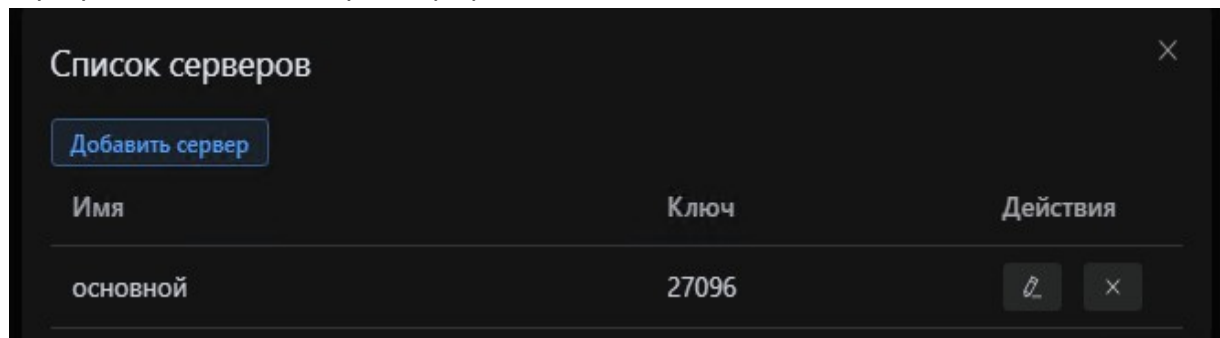 Список серверов
Добавить сервер
Имя Ключ Действия
основной 27096